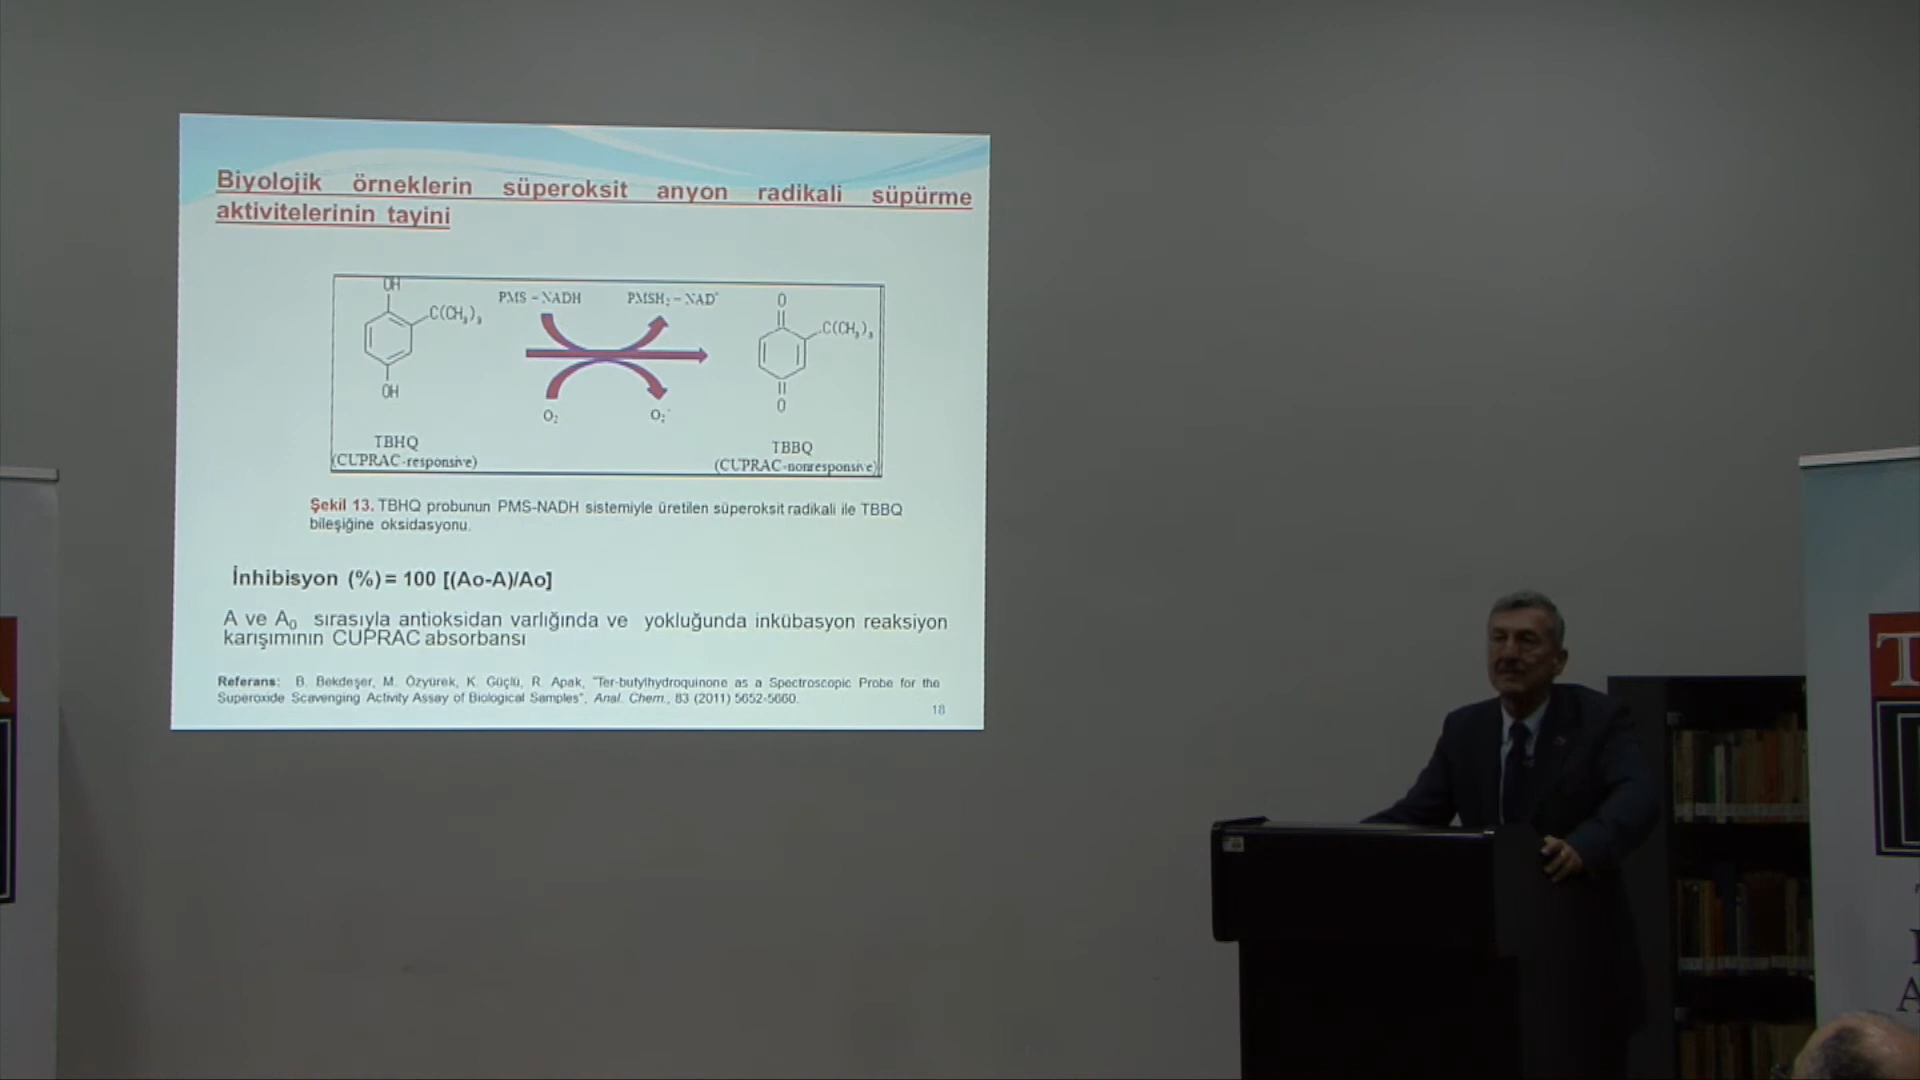 Biyolojik örneklerin süperoksit anyon radikali süpürme
aktivitelerinin tayini
OH
C(CH3)3
OH
TBHQ
(CUPRAC-responsive)
PMS – NADH
PMSH2 – NAD+
O2
O2·-
O
C(CH3)3
O
TBBQ
(CUPRAC-nonresponsive)
Şekil 13. TBHQ probunun PMS-NADH sistemiyle üretilen süperoksit radikali ile TBBQ
bileşiğine oksidasyonu.
İnhibisyon (%) = 100 [(Ao-A)/Ao]
A ve A0 sırasıyla antioksidan varlığında ve yokluğunda inkübasyon reaksiyon
karışımının CUPRAC absorbansı
Referans: B. Bekdeşer, M. Özyürek, K. Güçlü, R. Apak, "Ter-butylhydroquinone as a Spectroscopic Probe for the
Superoxide Scavenging Activity Assay of Biological Samples", Anal. Chem., 83 (2011) 5652-5660.
18